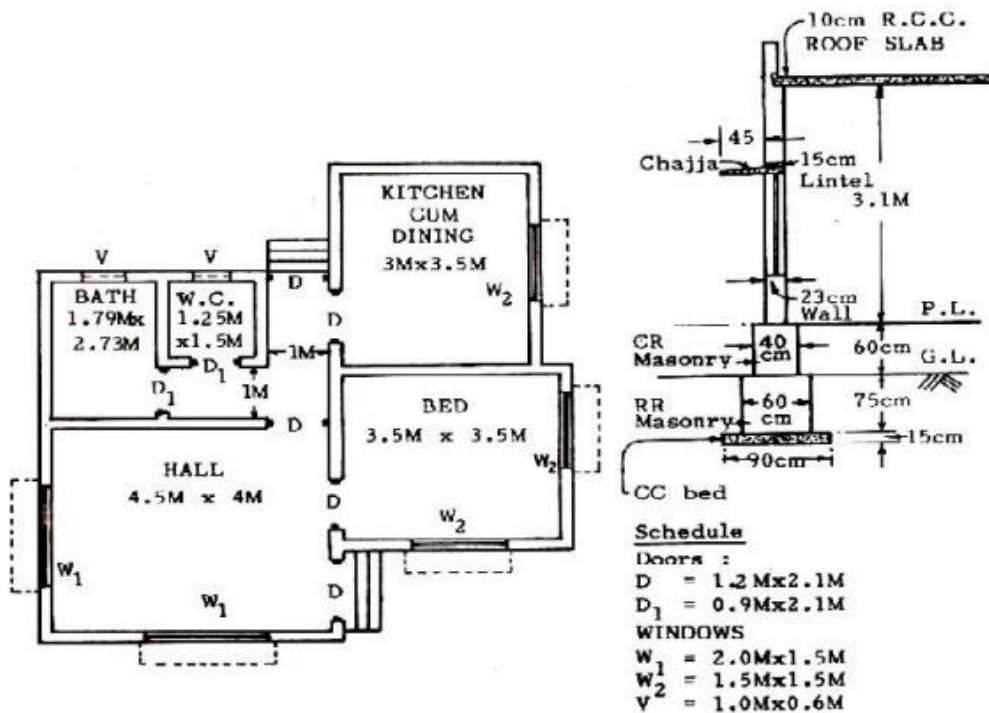 V
V
BATH
1.79Mx
2.73M
W.C.
1.25M
x1.5M
D
1M
D1
D1
1M
D
KITCHEN
CUM
DINING
3Mx3.5M
W2
D
BED
3.5M x 3.5M
W2
W2
HALL
4.5M x 4M
D
D
W1
W1
10cm R.C.C.
ROOF SLAB
45
Chajja
15cm
Lintel
3.1M
23cm
Wall
P.L.
CR
Masonry
40
cm
60cm
G.L.
RR
Masonry
60
cm
75cm
15cm
90cm
CC bed
Schedule
Doors :
D = 1.2Mx2.1M
D1 = 0.9Mx2.1M
WINDOWS
W1 = 2.0Mx1.5M
W2 = 1.5Mx1.5M
V = 1.0Mx0.6M